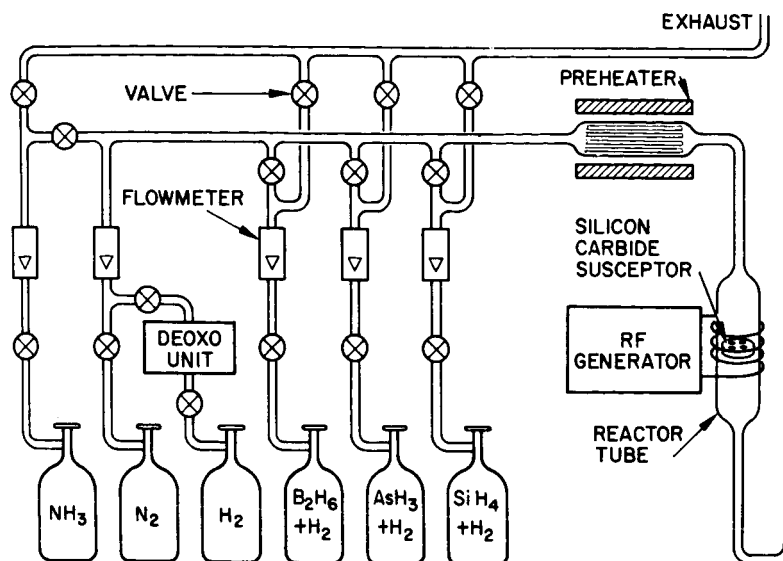 EXHAUST
PREHEATER
VALVE
FLOWMETER
SILICON
CARBIDE
SUSCEPTOR
DEOXO
UNIT
RF
GENERATOR
REACTOR
TUBE
NH3
N2
H2
B2H6
+H2
AsH3
+H2
SiH4
+H2